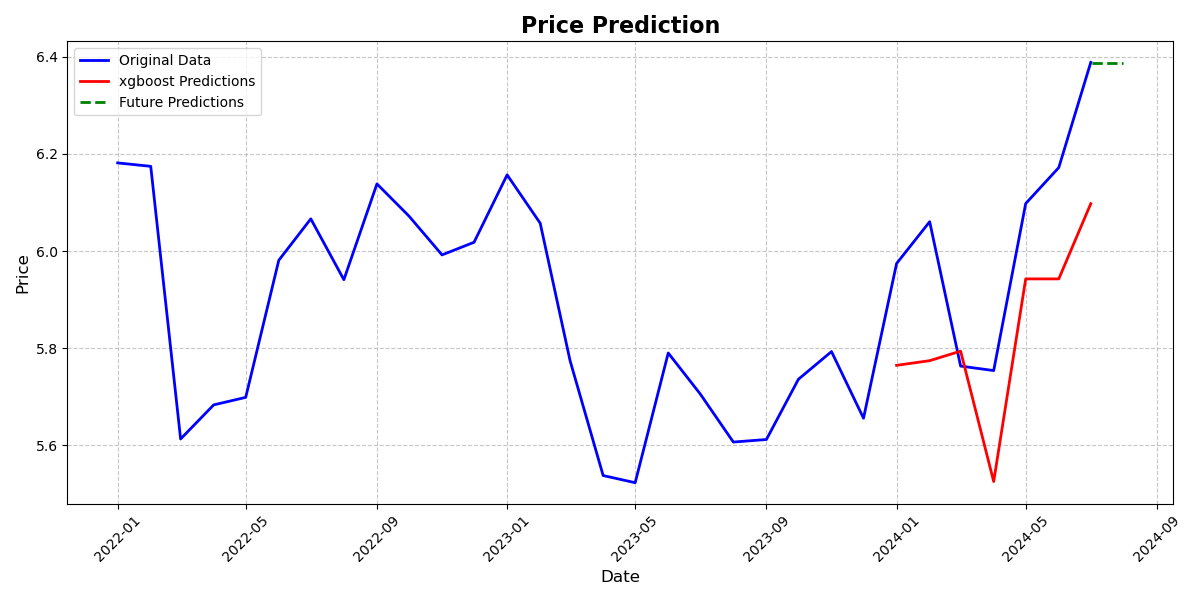 Price Prediction
Original Data
xgboost Predictions
Future Predictions
6.4
6.2
6.0
5.8
5.6
Price
2022-01
2022-05
2022-09
2023-01
2023-05
2023-09
2024-01
2024-05
2024-09
Date